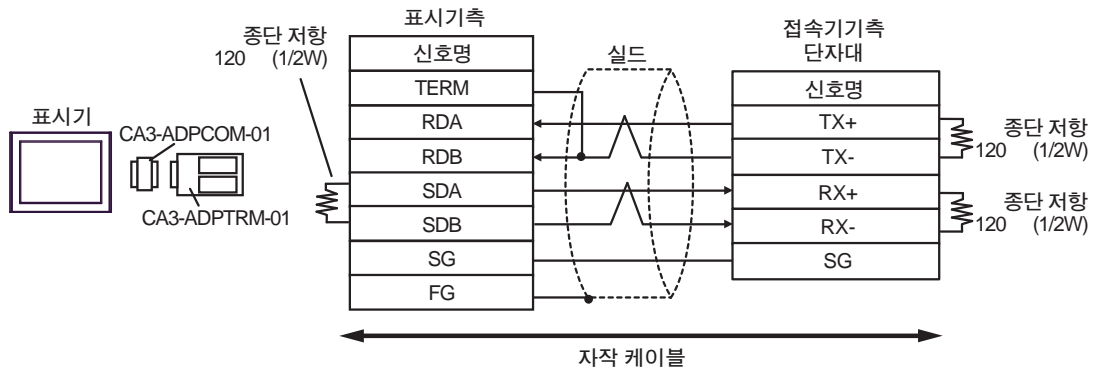 표시기
CA3-ADPCOM-01
CA3-ADPTRM-01
종단 저항
120 (1/2W)
표시기측
신호명
TERM
RDA
RDB
SDA
SDB
SG
FG
실드
접속기기측
단자대
신호명
TX+
TX-
RX+
RX-
SG
종단 저항
120 (1/2W)
종단 저항
120 (1/2W)
자작 케이블